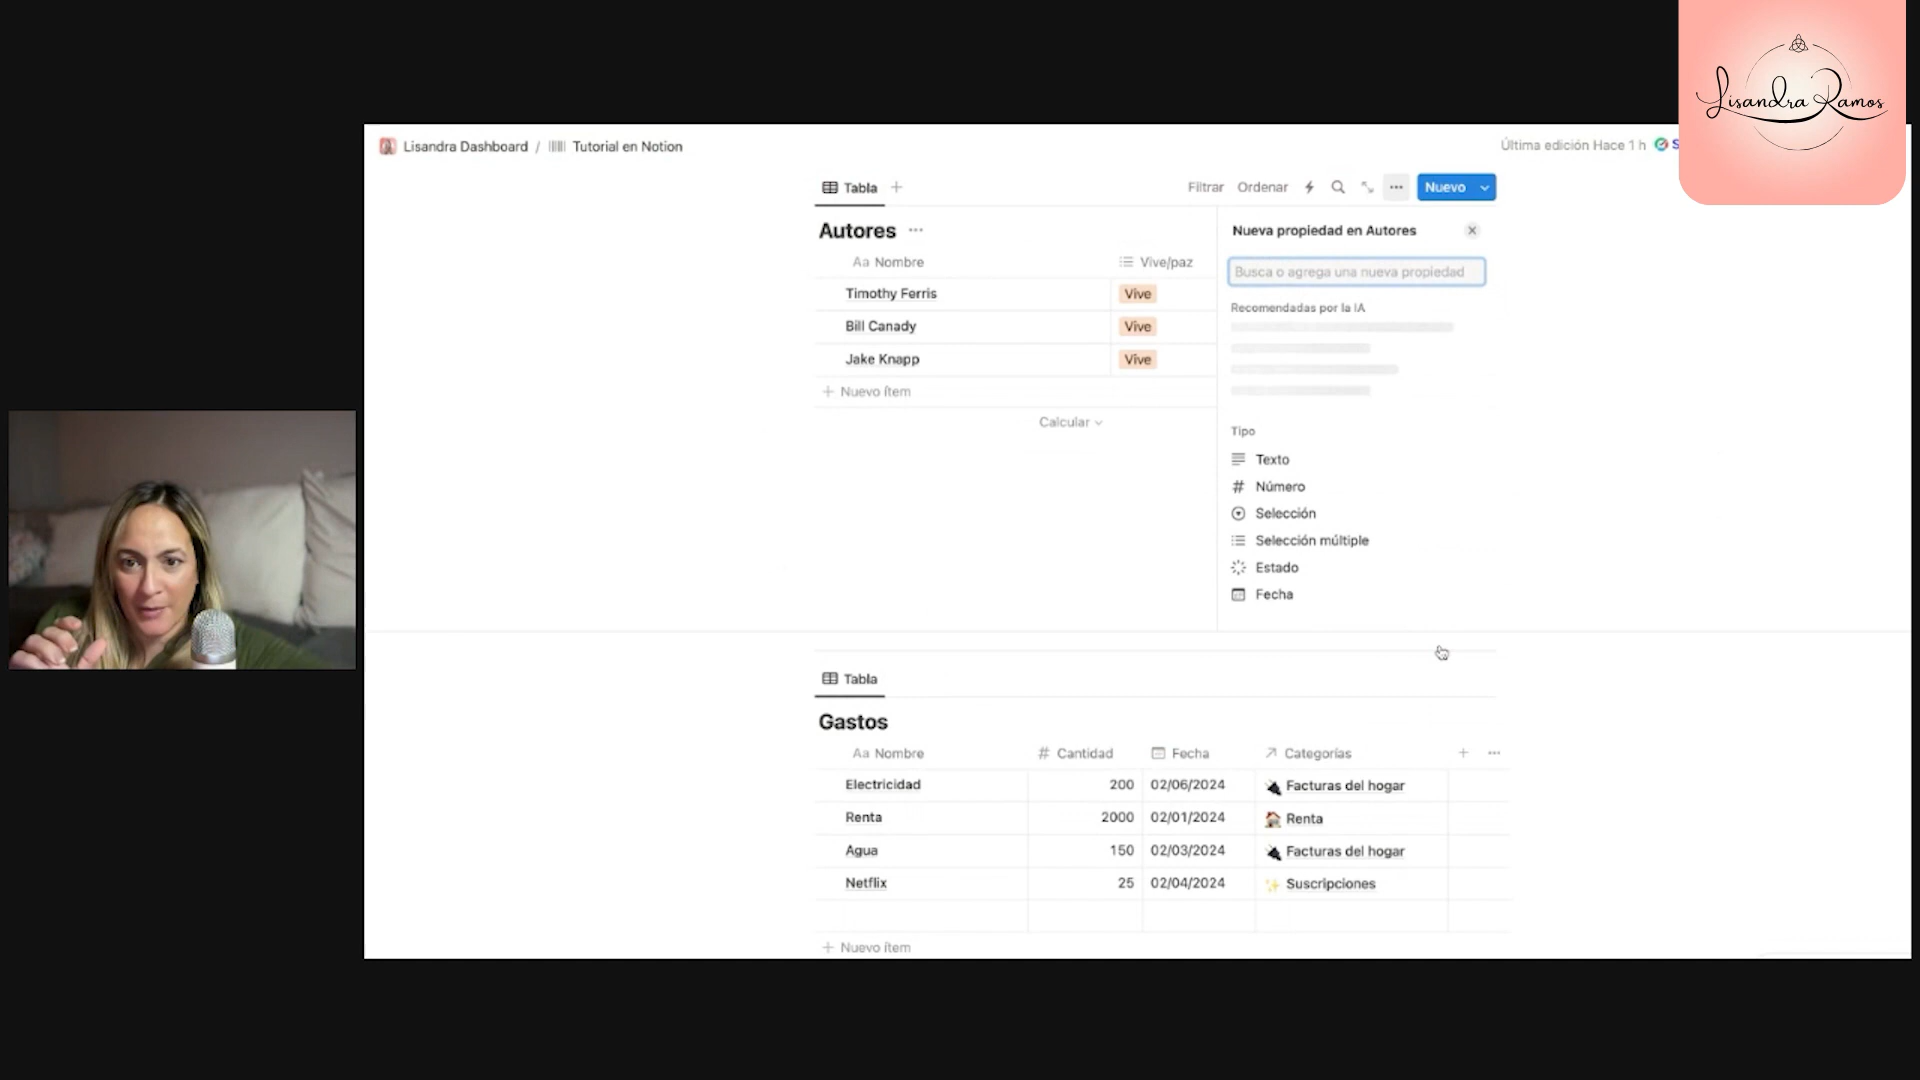 Lisandra Ramos
Lisandra Dashboard / Tutorial en Notion
Última edición Hace 1 h S
Tabla
Filtrar Ordenar Nuevo
Autores
Aa Nombre Vive/paz
Timothy Ferris Vive
Bill Canady Vive
Jake Knapp Vive
+ Nuevo ítem
Calcular
Nueva propiedad en Autores
Busca o agrega una nueva propiedad
Recomendadas por la IA
Tipo
Texto
# Número
Selección
Selección múltiple
Estado
Fecha
Tabla
Gastos
Aa Nombre # Cantidad Fecha Categorías
Electricidad 200 02/06/2024 Facturas del hogar
Renta 2000 02/01/2024 Renta
Agua 150 02/03/2024 Facturas del hogar
Netflix 25 02/04/2024 Suscripciones
+ Nuevo ítem